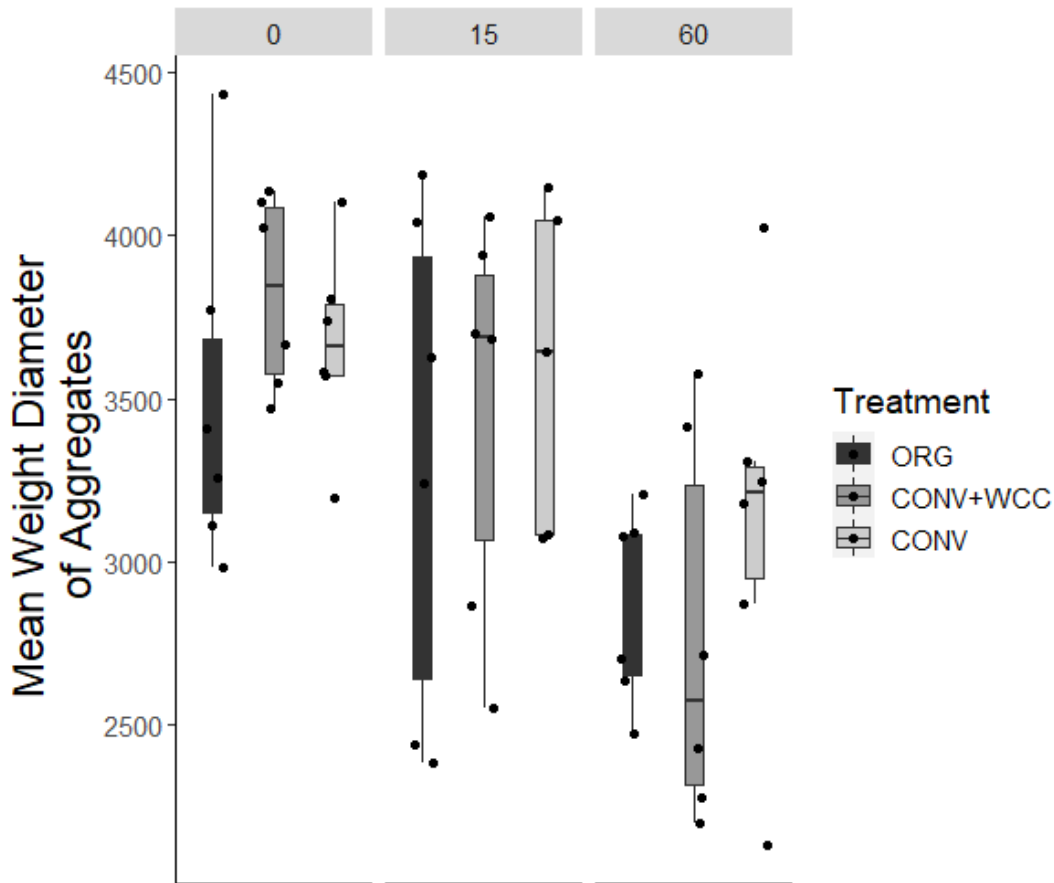 0 15 60
4500
4000
3500
3000
2500
Mean Weight Diameter
of Aggregates
Treatment
ORG
CONV+WCC
CONV